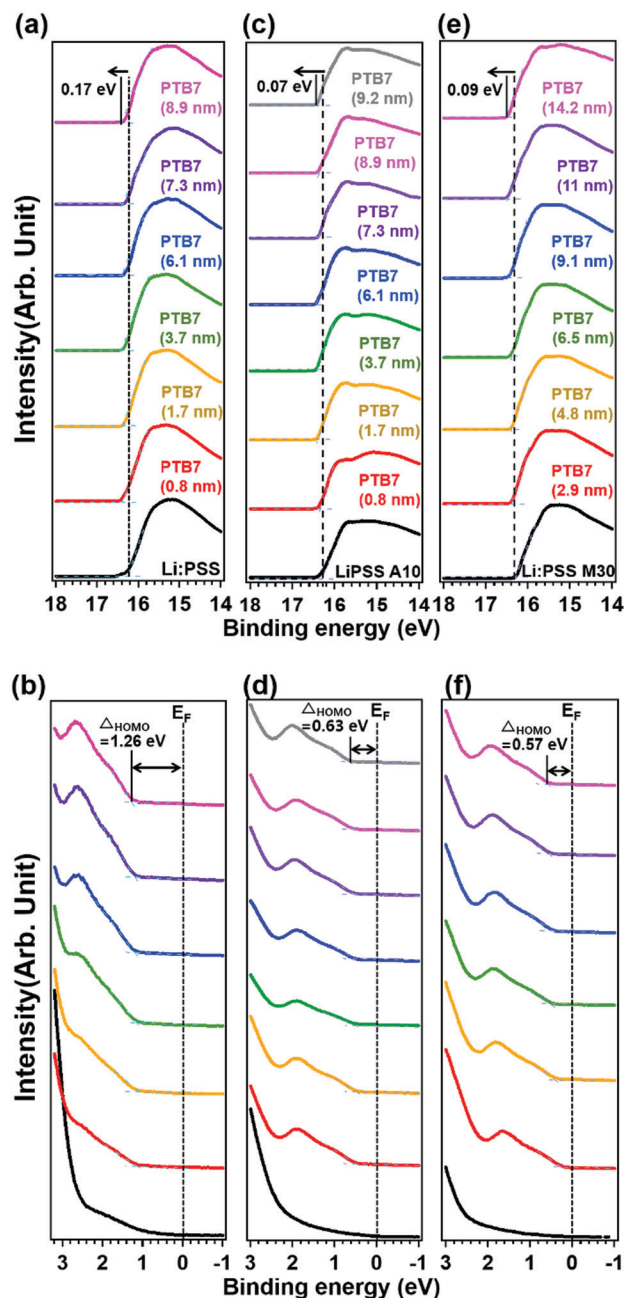 (a)
(c)
(e)
Intensity(Arb. Unit)
0.17 eV
PTB7
(8.9 nm)
PTB7
(7.3 nm)
PTB7
(6.1 nm)
PTB7
(3.7 nm)
PTB7
(1.7 nm)
PTB7
(0.8 nm)
Li:PSS
18 17 16 15 14
0.07 eV
PTB7
(9.2 nm)
PTB7
(8.9 nm)
PTB7
(7.3 nm)
PTB7
(6.1 nm)
PTB7
(3.7 nm)
PTB7
(1.7 nm)
PTB7
(0.8 nm)
LiPSS A10
18 17 16 15 14
0.09 eV
PTB7
(14.2 nm)
PTB7
(11 nm)
PTB7
(9.1 nm)
PTB7
(6.5 nm)
PTB7
(4.8 nm)
PTB7
(2.9 nm)
Li:PSS M30
18 17 16 15 14
Binding energy (eV)
(b)
(d)
(f)
Intensity(Arb. Unit)
△HOMO
=1.26 eV
EF
3 2 1 0 -1
△HOMO
=0.63 eV
EF
3 2 1 0 -1
△HOMO
=0.57 eV
EF
3 2 1 0 -1
Binding energy (eV)